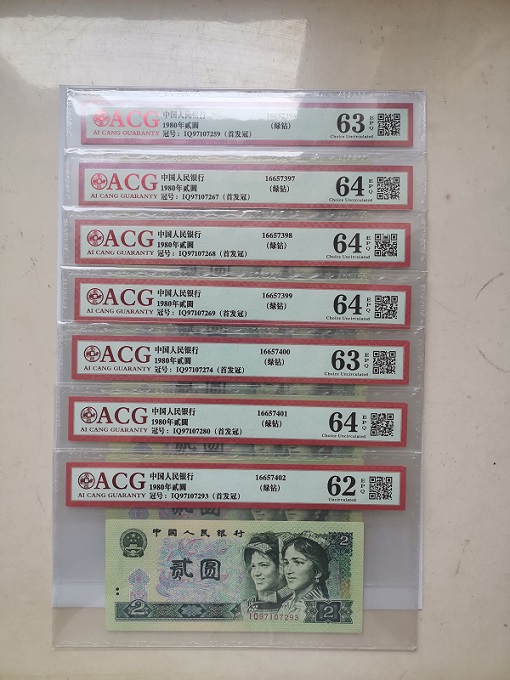 ACG
AI CANG GUARANTY
中国人民银行
1980年贰圆
冠号：IQ97107259（首发冠）
（绿钻）
63 EPQ
Choice Uncirculated
ACG
AI CANG GUARANTY
中国人民银行
1980年贰圆
冠号：IQ97107267（首发冠）
16657397
（绿钻）
64 EPQ
Choice Uncirculated
ACG
AI CANG GUARANTY
中国人民银行
1980年贰圆
冠号：IQ97107268（首发冠）
16657398
（绿钻）
64 EPQ
Choice Uncirculated
ACG
AI CANG GUARANTY
中国人民银行
1980年贰圆
冠号：IQ97107269（首发冠）
16657399
（绿钻）
64 EPQ
Choice Uncirculated
ACG
AI CANG GUARANTY
中国人民银行
1980年贰圆
冠号：IQ97107274（首发冠）
16657400
（绿钻）
63 EPQ
Choice Uncirculated
ACG
AI CANG GUARANTY
中国人民银行
1980年贰圆
冠号：IQ97107280（首发冠）
16657401
（绿钻）
64 EPQ
Choice Uncirculated
ACG
AI CANG GUARANTY
中国人民银行
1980年贰圆
冠号：IQ97107293（首发冠）
16657402
（绿钻）
62 EPQ
Uncirculated
中国人民银行
2
贰圆
2
2
IQ97107293